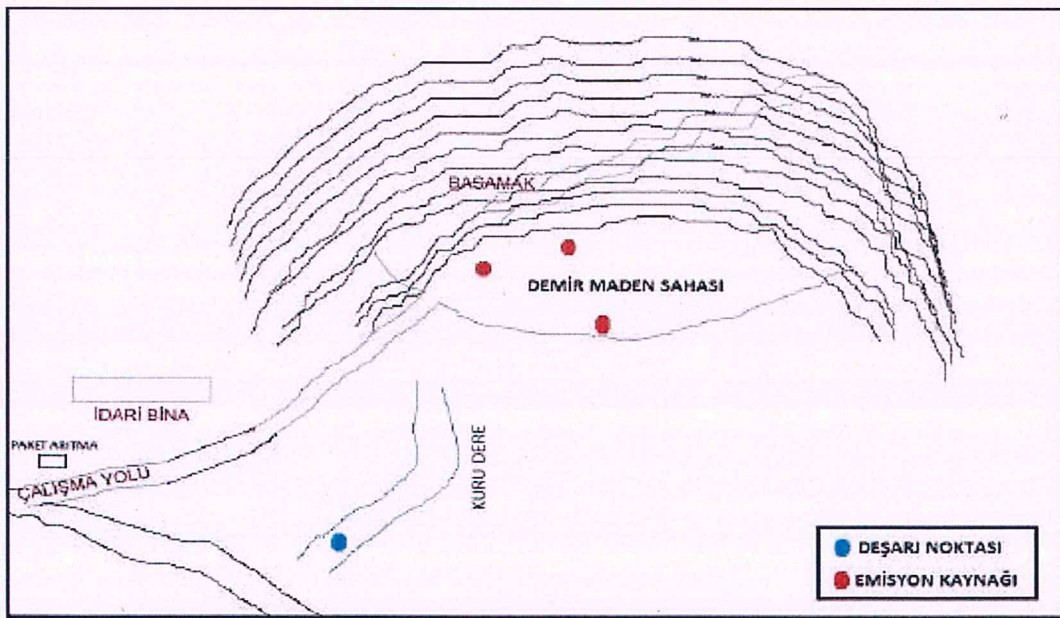 BASAMAK
DEMİR MADEN SAHASI
İDARİ BİNA
PAKET ARITMA
ÇALIŞMA YOLU
KURU DERE
DEŞARJ NOKTASI
EMİSYON KAYNAĞI